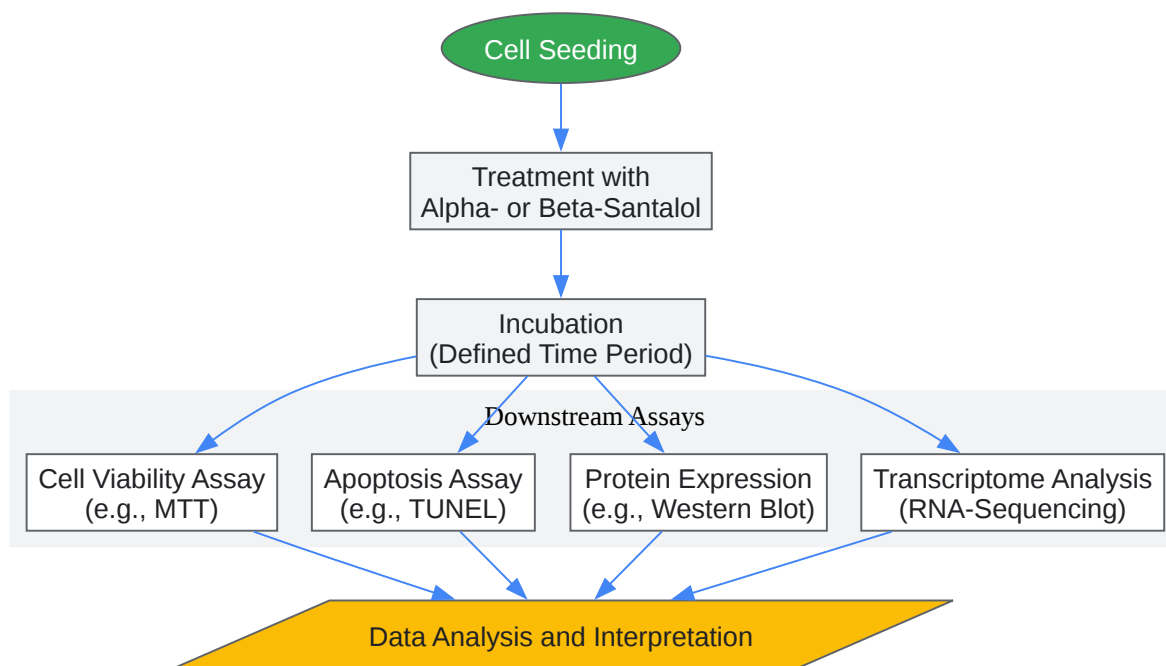 Cell Seeding
Treatment with
Alpha- or Beta-Santalol
Incubation
(Defined Time Period)
Downstream Assays
Cell Viability Assay
(e.g., MTT)
Apoptosis Assay
(e.g., TUNEL)
Protein Expression
(e.g., Western Blot)
Transcriptome Analysis
(RNA-Sequencing)
Data Analysis and Interpretation